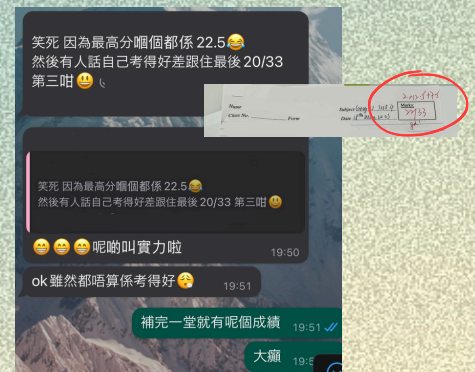 笑死 因為最高分嗰個都係 22.5😂
然後有人話自己考得好差跟住最後 20/33
第三咁😃
Name
Class No.
Form
Subject
Date
Marks:
22/33
笑死 因為最高分嗰個都係 22.5😂
然後有人話自己考得好差跟住最後 20/33 第三咁😃
😁😁😁呢啲叫實力啦
19:50
ok雖然都唔算係考得好😮‍💨
19:51
補完一堂就有呢個成績
19:51
大癲